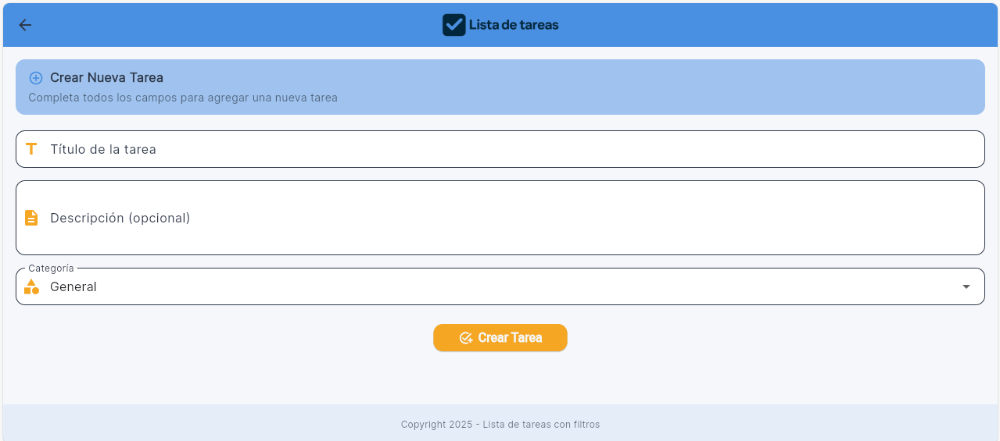 Lista de tareas
Crear Nueva Tarea
Completa todos los campos para agregar una nueva tarea
Título de la tarea
Descripción (opcional)
Categoría
General
Crear Tarea
Copyright 2025 - Lista de tareas con filtros